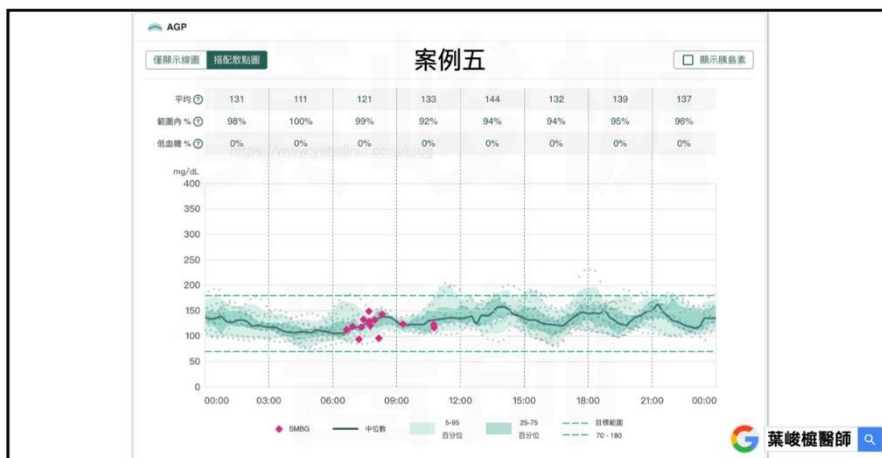 AGP
僅顯示線圖 搭配散點圖 案例五 顯示胰島素
平均 131 111 121 133 144 132 139 137
範圍內 % 98% 100% 99% 92% 94% 94% 95% 96%
低血糖 % 0% 0% 0% 0% 0% 0% 0% 0%
https://www.yehclinic.com/blog
mg/dL
400
350
300
250
200
150
100
50
0
00:00 03:00 06:00 09:00 12:00 15:00 18:00 21:00 00:00
SMBG 中位數 5-95 百分位 25-75 百分位 目標範圍 70 - 180
葉峻榳醫師